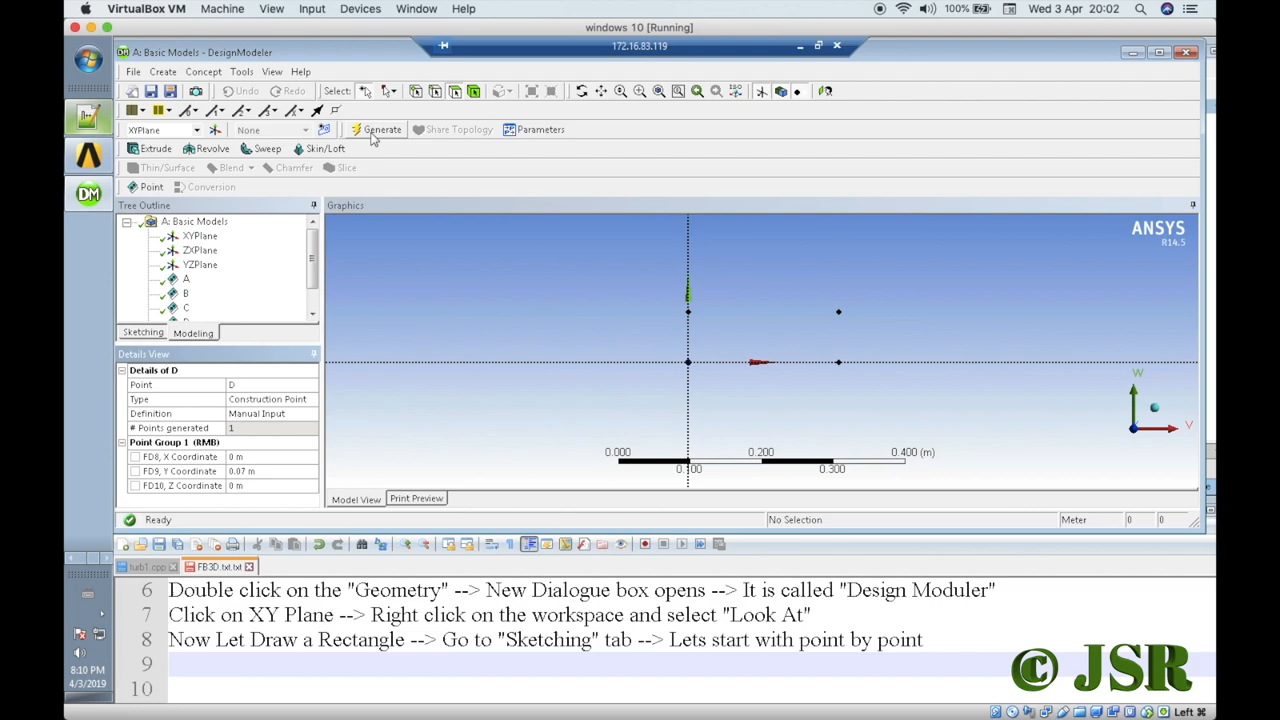 VirtualBox VM Machine View Input Devices Window Help 100% Wed 3 Apr 20:02
windows 10 [Running]
172.16.83.119
DM A: Basic Models - DesignModeler
File Create Concept Tools View Help
Undo Redo Select:
XYPlane None Generate Share Topology Parameters
Extrude Revolve Sweep Skin/Loft
Thin/Surface Blend Chamfer Slice
Point Conversion
DM
Tree Outline
Graphics
A: Basic Models
XYPlane
ZXPlane
YZPlane
A
B
C
Sketching Modeling
ANSYS
R14.5
Details View
Details of D
Point D
Type Construction Point
Definition Manual Input
# Points generated 1
Point Group 1 (RMB)
FD8, X Coordinate 0 m
FD9, Y Coordinate 0.07 m
FD10, Z Coordinate 0 m
W
V
0.000 0.200 0.400 (m)
0.100 0.300
Model View Print Preview
Ready No Selection Meter 0 0
turb1.cpp FB3D.txt.txt
6 Double click on the "Geometry" --> New Dialogue box opens --> It is called "Design Moduler"
7 Click on XY Plane --> Right click on the workspace and select "Look At"
8 Now Let Draw a Rectangle --> Go to "Sketching" tab --> Lets start with point by point
9
10
8:10 PM
4/3/2019
© JSR
Left ⌘